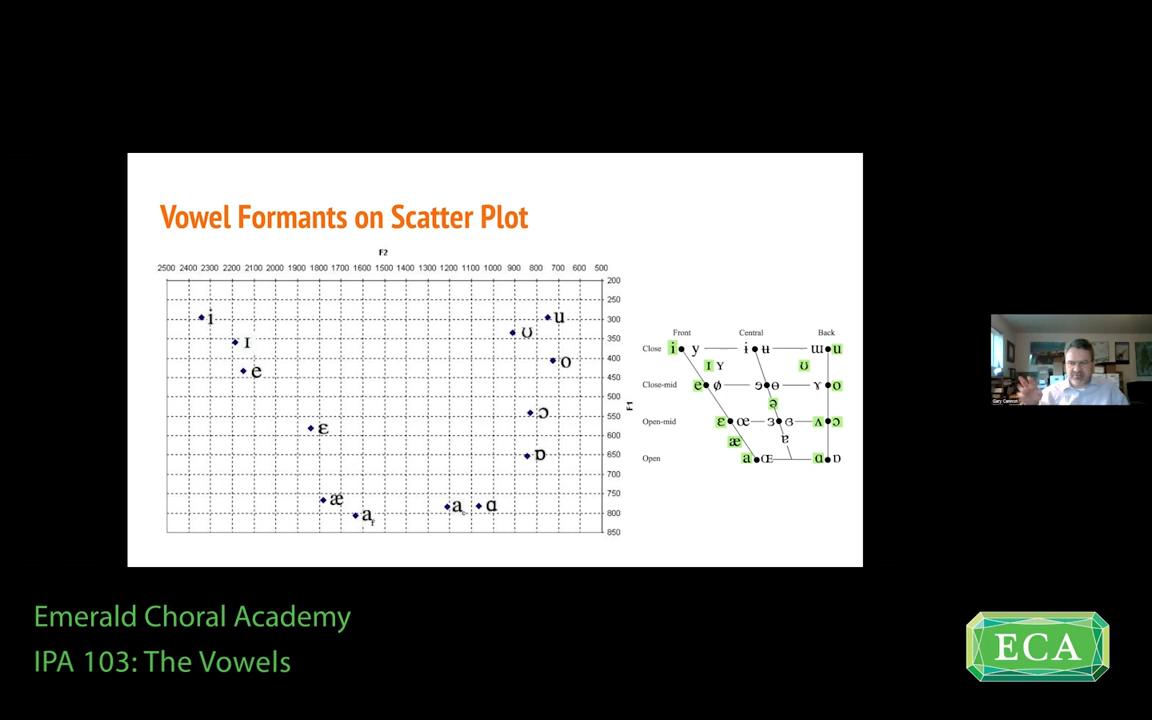 Vowel Formants on Scatter Plot
F2
2500 2400 2300 2200 2100 2000 1900 1800 1700 1600 1500 1400 1300 1200 1100 1000 900 800 700 600 500
200
250
300
350
400
450
500
550
600
650
700
750
800
850
F1
i
u
ʊ
ɪ
o
e
ɔ
ɛ
ɒ
æ
a
a
ɑ
Front Central Back
Close i y ɨ ʉ ɯ u
ɪ ʏ ʊ
Close-mid e ø ɘ ɵ ɤ o
ə
Open-mid ɛ œ ɜ ɞ ʌ ɔ
æ ɐ
Open a ɶ ɑ ɒ
Gary Cannon
Emerald Choral Academy
IPA 103: The Vowels
ECA